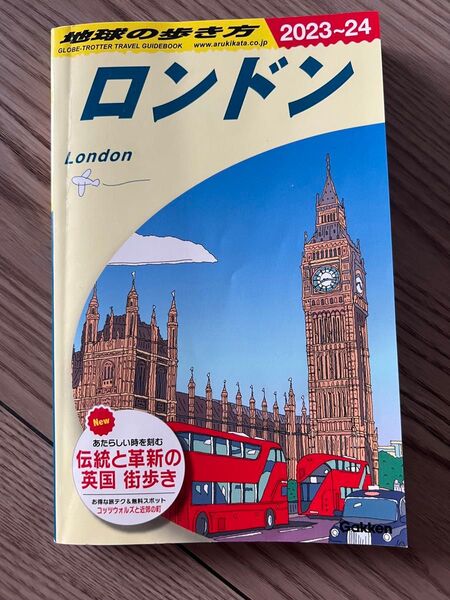 地球の歩き方
GLOBE-TROTTER TRAVEL GUIDEBOOK www.arukikata.co.jp
2023~24
ロンドン
London
New
あたらしい時を刻む
伝統と革新の
英国 街歩き
お得な旅テク&無料スポット
コッツウォルズと近郊の町
Gakken